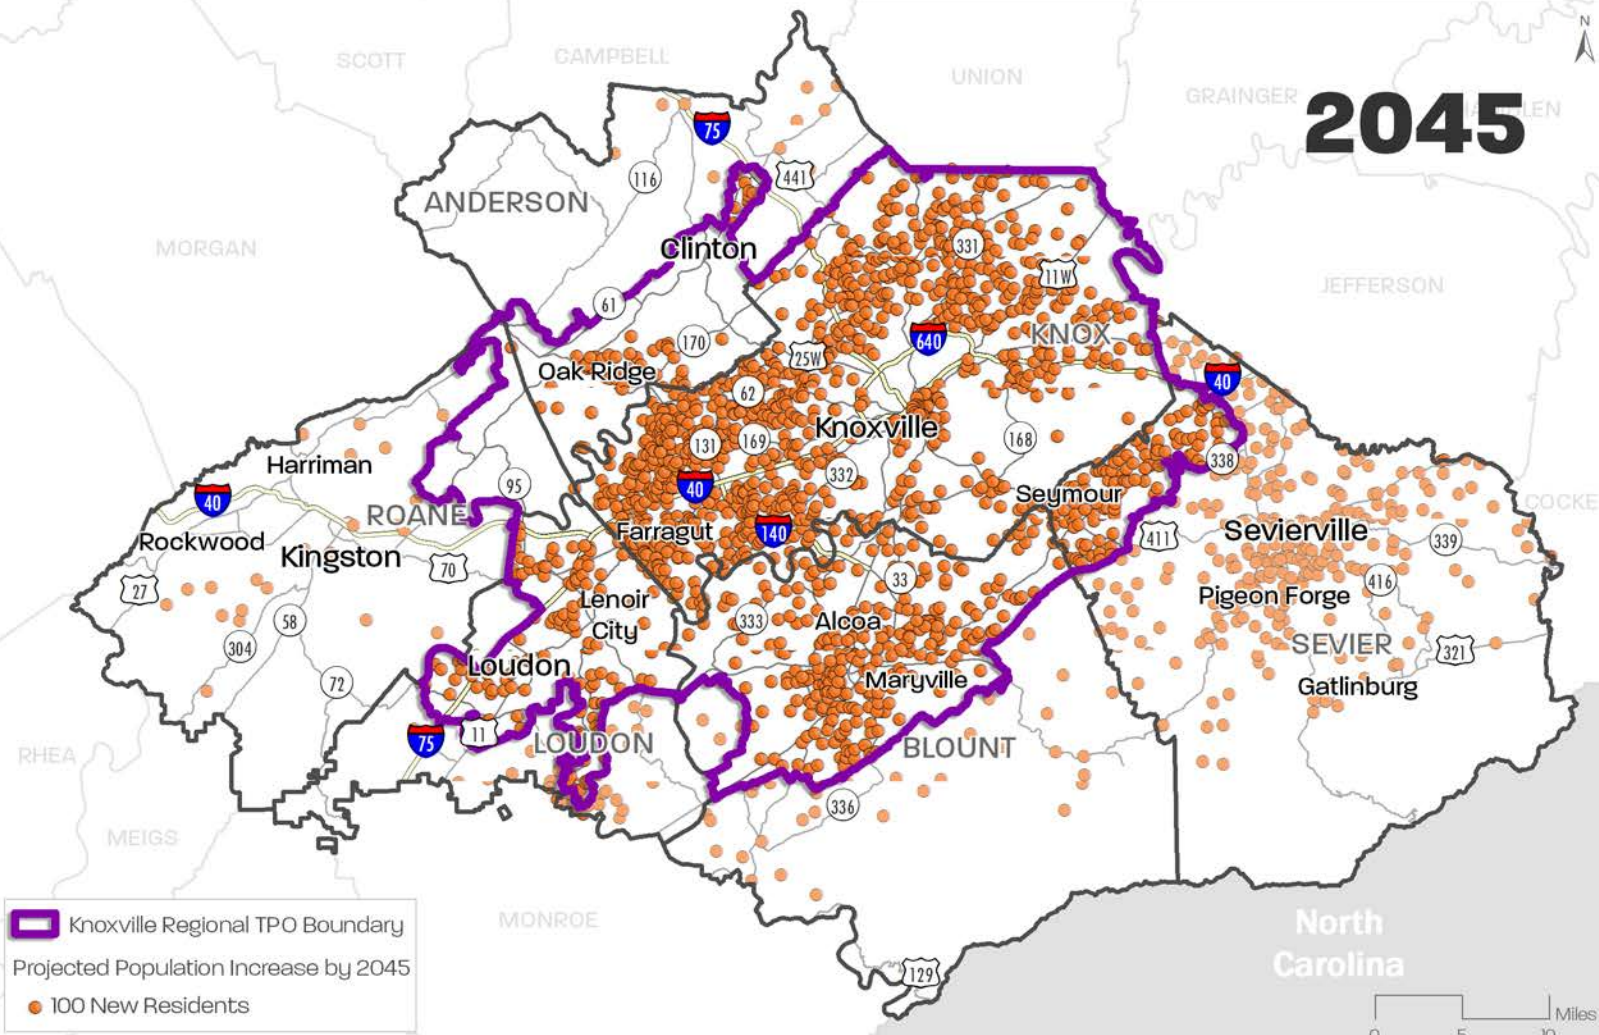 N
2045
SCOTT
CAMPBELL
UNION
GRAINGER
75
116
441
ANDERSON
MORGAN
Clinton
331
11W
JEFFERSON
61
170
640
KNOX
25W
Oak Ridge
40
62
Knoxville
131
169
168
332
338
Harriman
40
95
40
Seymour
COCKE
ROANE
Farragut
140
411
Sevierville
339
Rockwood
Kingston
70
27
33
416
Pigeon Forge
Lenoir
City
333
Alcoa
58
304
SEVIER
321
Loudon
72
Maryville
Gatlinburg
75
11
LOUDON
BLOUNT
RHEA
336
MEIGS
MONROE
North
Carolina
129
Knoxville Regional TPO Boundary
Projected Population Increase by 2045
100 New Residents
Miles
0 5 10